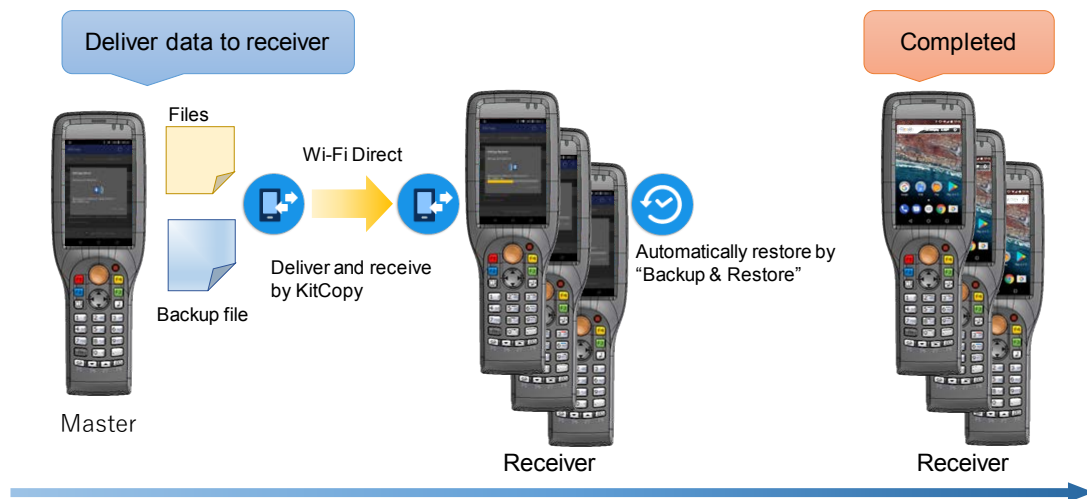 Deliver data to receiver
Completed
Files
Wi-Fi Direct
Deliver and receive
by KitCopy
Backup file
Automatically restore by
“Backup & Restore”
Master
Receiver
Receiver